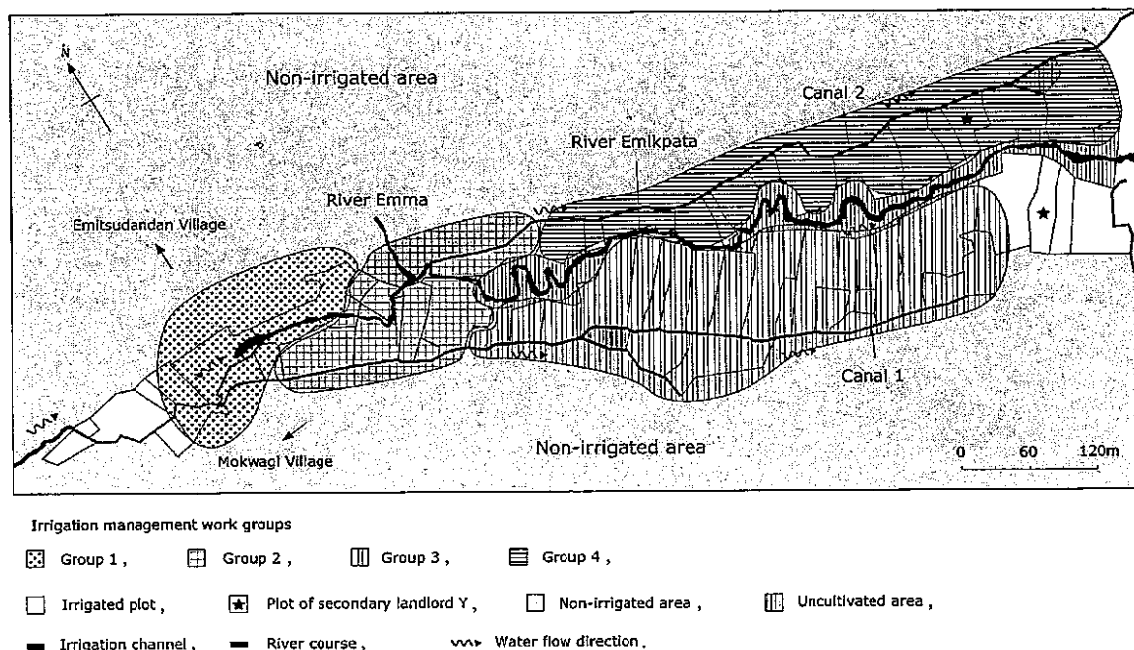 N
Non-irrigated area
Canal 2
River Emikpata
River Emma
Emitsudandan Village
Canal 1
Mokwagi Village
Non-irrigated area
0 60 120m
Irrigation management work groups
Group 1 , Group 2 , Group 3 , Group 4 ,
Irrigated plot , Plot of secondary landlord Y , Non-irrigated area , Uncultivated area ,
Irrigation channel , River course , Water flow direction .